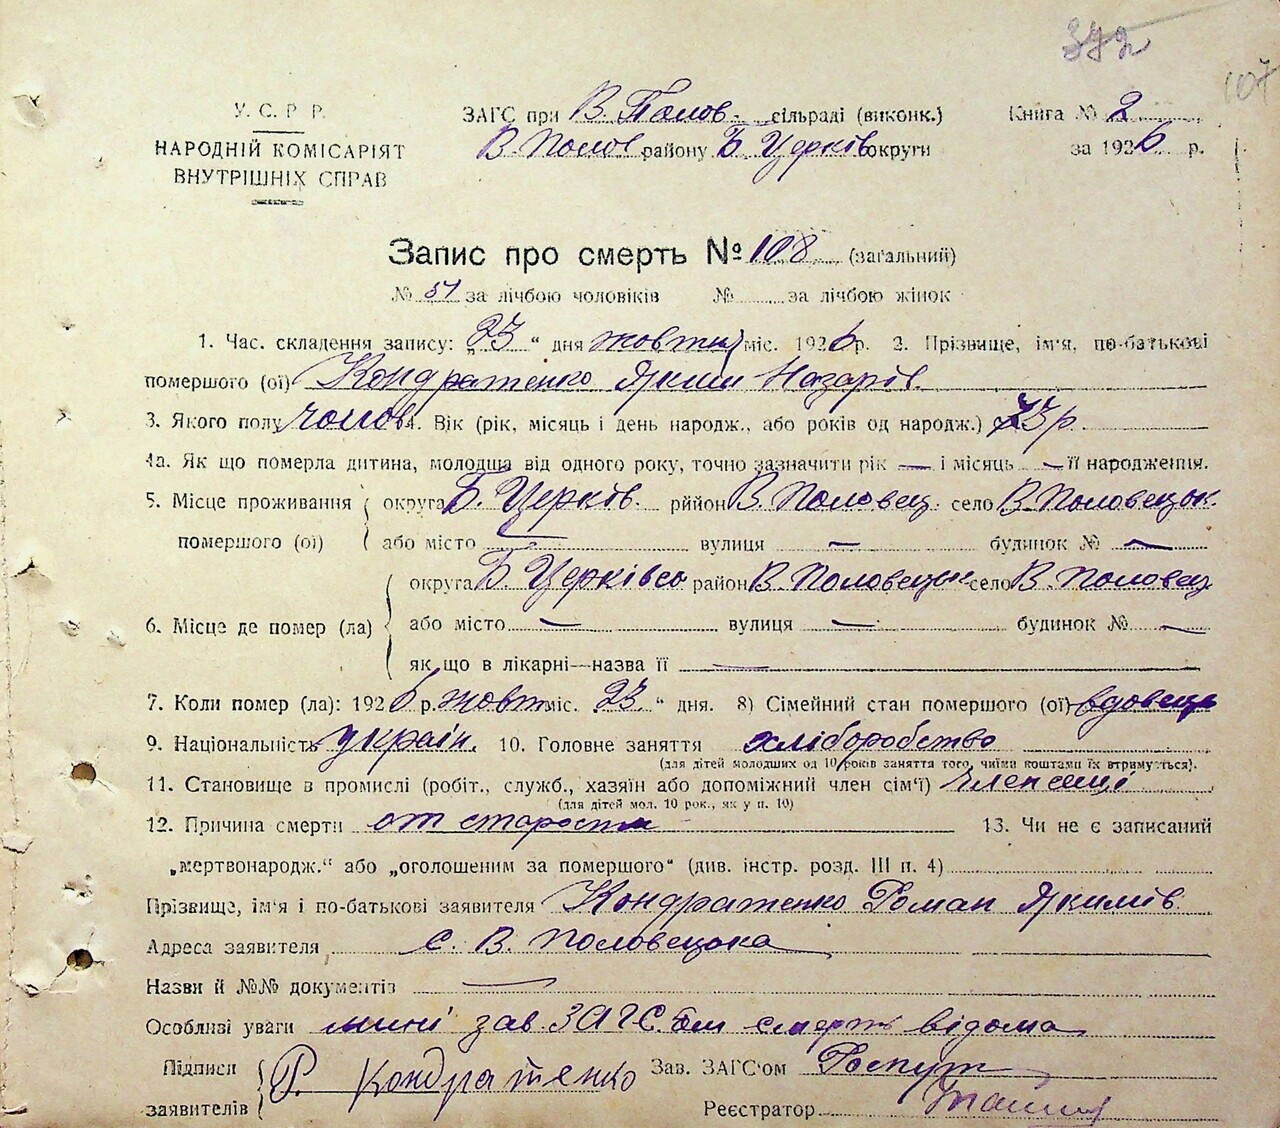 392
107
У. С. Р. Р.
НАРОДНІЙ КОМІСАРІЯТ
ВНУТРІШНІХ СПРАВ
ЗАГС при В. Полов. сільраді (виконк.)
В. Полов району Б Церків округи
Книга № 2
за 1926 р.
Запис про смерть № 108 (загальний)
№ 51 за лічбою чоловіків № за лічбою жінок
1. Час. складення запису: „23“ дня жовтня міс. 1926 р. 2. Прізвище, ім'я, по-батькові
помершого (ої) Кондратенко Яким Назарів
3. Якого полу чолов 4. Вік (рік, місяць і день народж., або років од народж.) 73 р.
4а. Як що померла дитина, молодша від одного року, точно зазначити рік — і місяць — її народження.
5. Місце проживання помершого (ої) { округа Б. Церків. рйійон В. Половец. село В. Половецьк.
або місто — вулиця — будинок № —
6. Місце де помер (ла) { округа Б. Церківсь район В. Половецьк село В. Половец
або місто — вулиця — будинок № —
як що в лікарні—назва її —
7. Коли помер (ла): 1926 р. жовт міс. 23 “ дня. 8) Сімейний стан помершого (ої) вдовець
9. Національність україн. 10. Головне заняття хліборобство
(для дітей молодших од 10 років заняття того, чиїми коштами їх втримується).
11. Становище в промислі (робіт., служб., хазяїн або допоміжний член сім'ї) член семї
(для дітей мол. 10 рок., як у п. 10)
12. Причина смерти от старости 13. Чи не є записаний
„мертвонародж.“ або „оголошеним за помершого“ (див. інстр. розд. III п. 4)
Прізвище, ім'я і по-батькові заявителя Кондратенко Роман Якимів
Адреса заявителя с. В. Половецька
Назви й №№ документів —
Особливі уваги мині зав. ЗАГС.ом смерть відома
Підписи заявителів { Р. Кондратенко Зав. ЗАГС'ом
Реєстратор